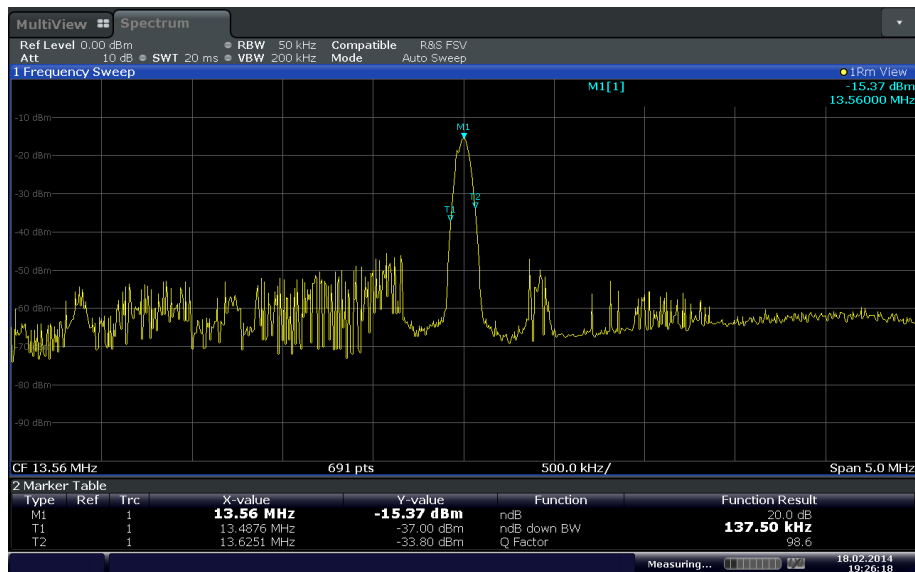 MultiView Spectrum
Ref Level 0.00 dBm RBW 50 kHz Compatible R&S FSV
Att 10 dB SWT 20 ms VBW 200 kHz Mode Auto Sweep
1 Frequency Sweep 1Rm View
M1[1] -15.37 dBm
13.56000 MHz
-10 dBm
M1
-20 dBm
-30 dBm
T2
T1
-40 dBm
-50 dBm
-60 dBm
-70 dBm
-80 dBm
-90 dBm
CF 13.56 MHz 691 pts 500.0 kHz/ Span 5.0 MHz
2 Marker Table
Type Ref Trc X-value Y-value Function Function Result
M1 1 13.56 MHz -15.37 dBm ndB 20.0 dB
T1 1 13.4876 MHz -37.00 dBm ndB down BW 137.50 kHz
T2 1 13.6251 MHz -33.80 dBm Q Factor 98.6
Measuring... 18.02.2014
19:26:18